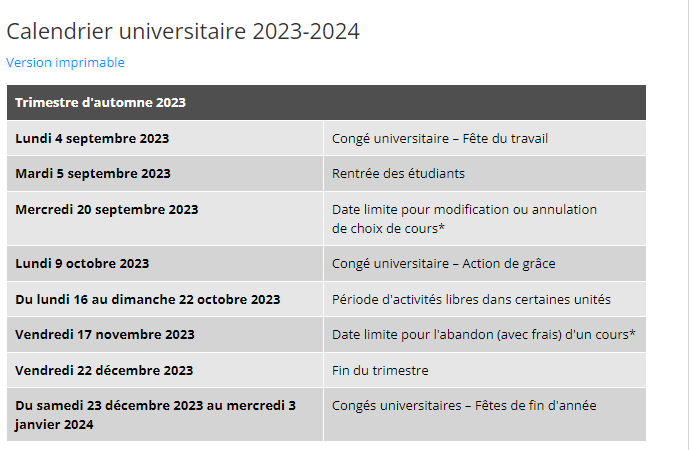 Calendrier universitaire 2023-2024
Version imprimable
Trimestre d'automne 2023
Lundi 4 septembre 2023 Congé universitaire – Fête du travail
Mardi 5 septembre 2023 Rentrée des étudiants
Mercredi 20 septembre 2023 Date limite pour modification ou annulation
de choix de cours*
Lundi 9 octobre 2023 Congé universitaire – Action de grâce
Du lundi 16 au dimanche 22 octobre 2023 Période d'activités libres dans certaines unités
Vendredi 17 novembre 2023 Date limite pour l'abandon (avec frais) d'un cours*
Vendredi 22 décembre 2023 Fin du trimestre
Du samedi 23 décembre 2023 au mercredi 3 Congés universitaires – Fêtes de fin d'année
janvier 2024